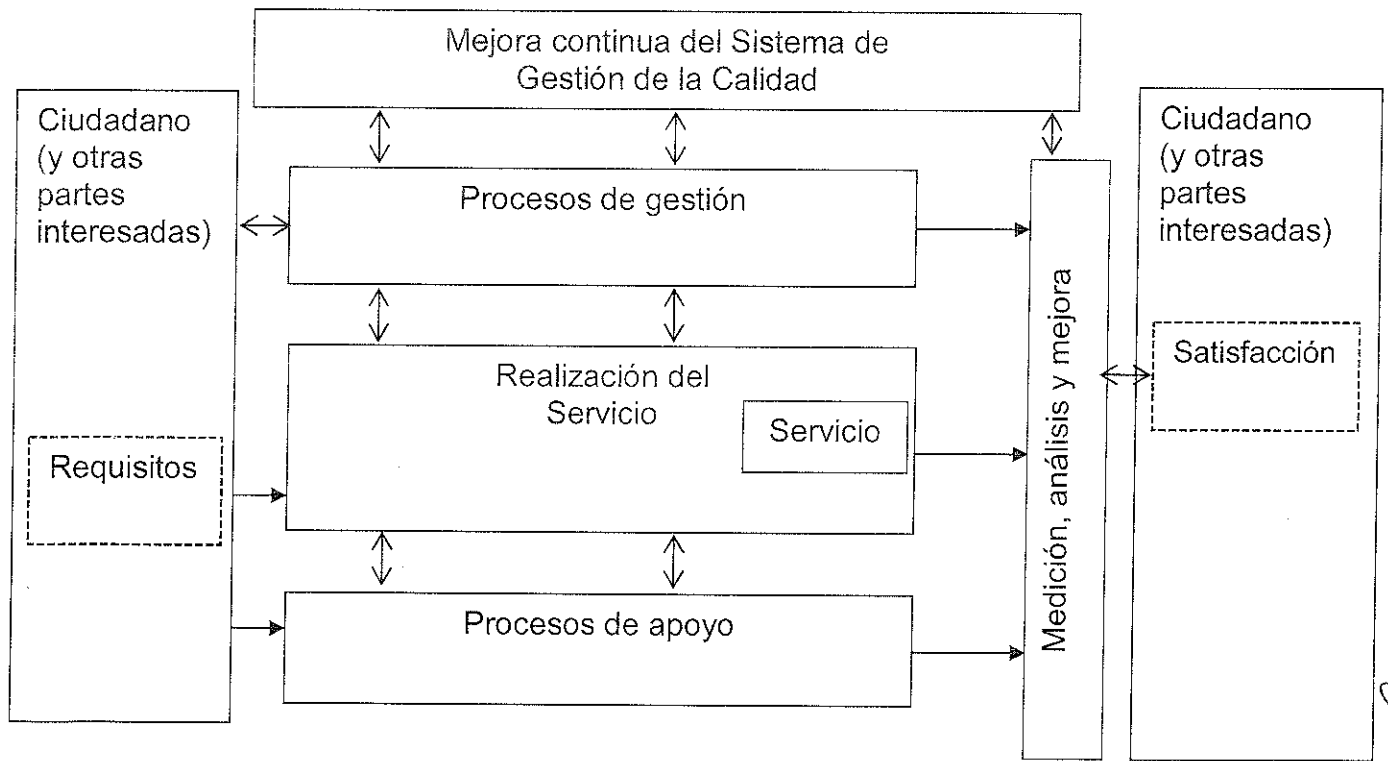 Mejora continua del Sistema de
Gestión de la Calidad
Ciudadano
(y otras
partes
interesadas)
Requisitos
Procesos de gestión
Realización del
Servicio
Servicio
Procesos de apoyo
Medición, análisis y mejora
Ciudadano
(y otras
partes
interesadas)
Satisfacción